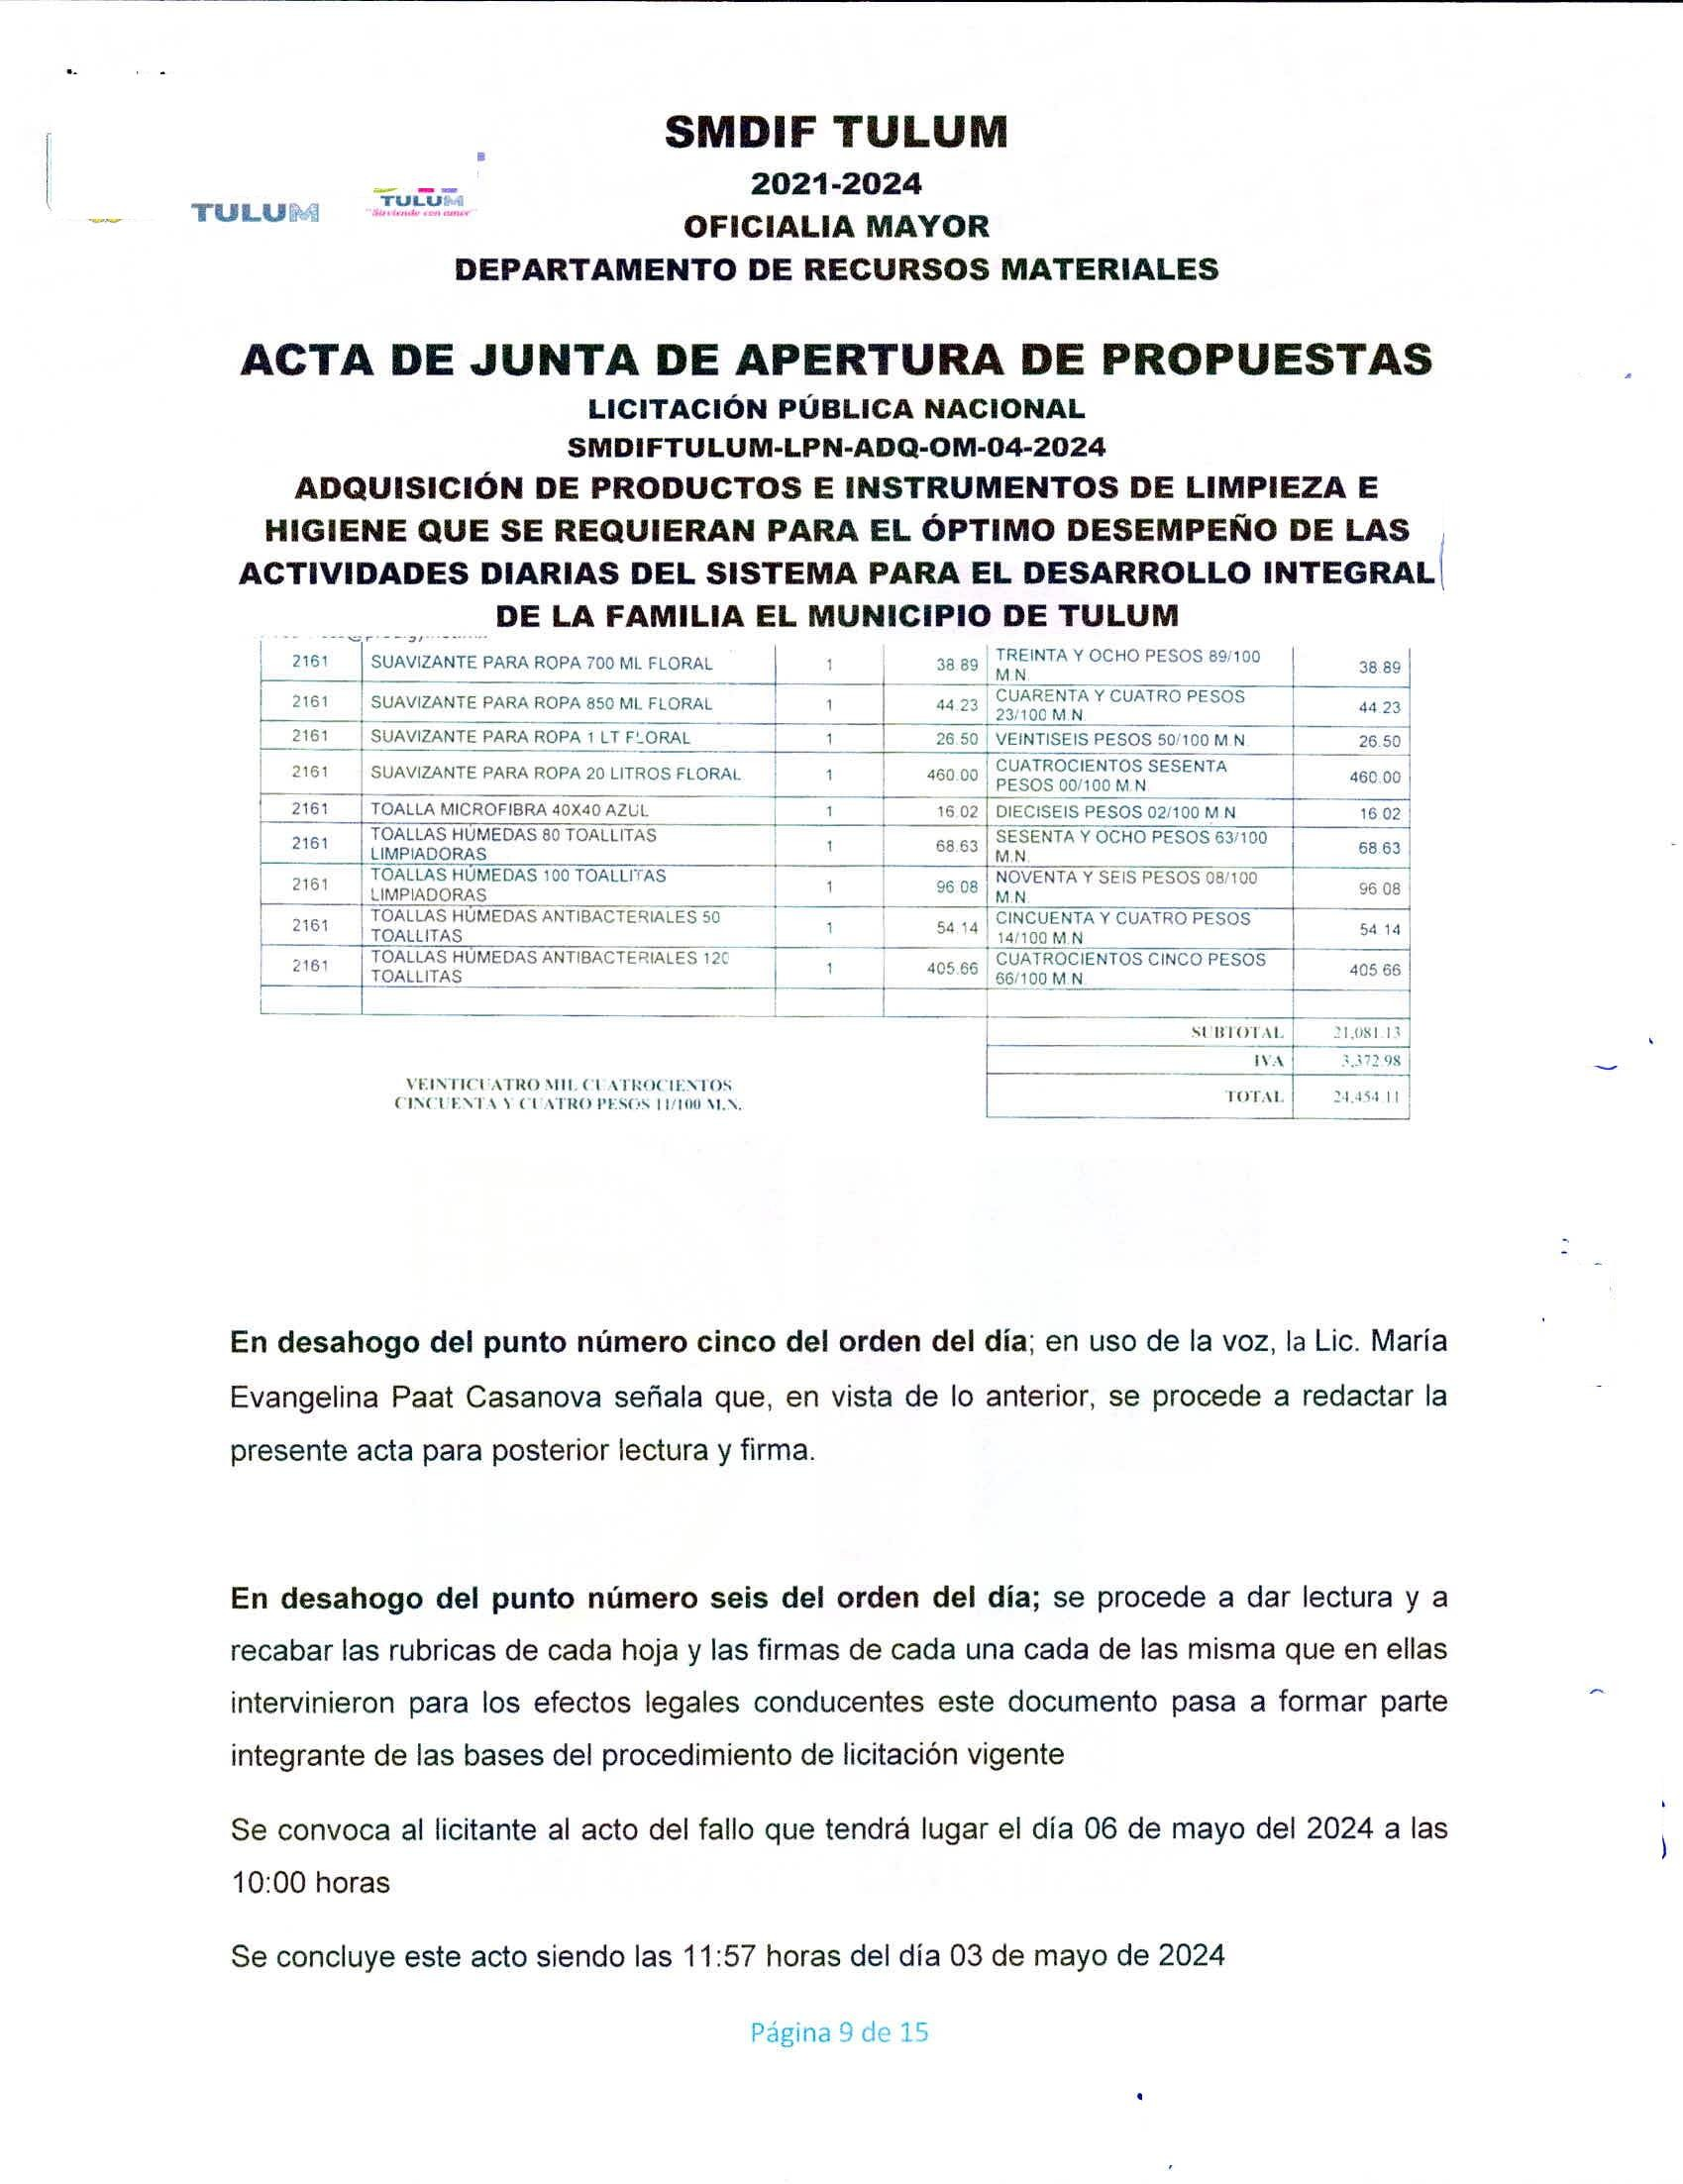 SMDIF TULUM
2021-2024
OFICIALIA MAYOR
DEPARTAMENTO DE RECURSOS MATERIALES
TULUM
TULUM
ACTA DE JUNTA DE APERTURA DE PROPUESTAS
LICITACIÓN PÚBLICA NACIONAL
SMDIFTULUM-LPN-ADQ-OM-04-2024
ADQUISICIÓN DE PRODUCTOS E INSTRUMENTOS DE LIMPIEZA E
HIGIENE QUE SE REQUIERAN PARA EL ÓPTIMO DESEMPEÑO DE LAS
ACTIVIDADES DIARIAS DEL SISTEMA PARA EL DESARROLLO INTEGRAL
DE LA FAMILIA EL MUNICIPIO DE TULUM
2161 SUAVIZANTE PARA ROPA 700 ML FLORAL 1 38.89 TREINTA Y OCHO PESOS 89/100 M.N. 38.89
2161 SUAVIZANTE PARA ROPA 850 ML FLORAL 1 44.23 CUARENTA Y CUATRO PESOS 23/100 M.N. 44.23
2161 SUAVIZANTE PARA ROPA 1 LT FLORAL 1 26.50 VEINTISEIS PESOS 50/100 M.N. 26.50
2161 SUAVIZANTE PARA ROPA 20 LITROS FLORAL 1 460.00 CUATROCIENTOS SESENTA PESOS 00/100 M.N. 460.00
2161 TOALLA MICROFIBRA 40X40 AZUL 1 16.02 DIECISEIS PESOS 02/100 M.N. 16.02
2161 TOALLAS HÚMEDAS 80 TOALLITAS LIMPIADORAS 1 68.63 SESENTA Y OCHO PESOS 63/100 M.N. 68.63
2161 TOALLAS HÚMEDAS 100 TOALLITAS LIMPIADORAS 1 96.08 NOVENTA Y SEIS PESOS 08/100 M.N. 96.08
2161 TOALLAS HÚMEDAS ANTIBACTERIALES 50 TOALLITAS 1 54.14 CINCUENTA Y CUATRO PESOS 14/100 M.N. 54.14
2161 TOALLAS HÚMEDAS ANTIBACTERIALES 120 TOALLITAS 1 405.66 CUATROCIENTOS CINCO PESOS 66/100 M.N. 405.66
SUBTOTAL 21,081.13
IVA 3,372.98
VEINTICUATRO MIL CUATROCIENTOS
CINCUENTA Y CUATRO PESOS 11/100 M.N.
TOTAL 24,454.11
En desahogo del punto número cinco del orden del día; en uso de la voz, la Lic. María
Evangelina Paat Casanova señala que, en vista de lo anterior, se procede a redactar la
presente acta para posterior lectura y firma.
En desahogo del punto número seis del orden del día; se procede a dar lectura y a
recabar las rubricas de cada hoja y las firmas de cada una cada de las misma que en ellas
intervinieron para los efectos legales conducentes este documento pasa a formar parte
integrante de las bases del procedimiento de licitación vigente
Se convoca al licitante al acto del fallo que tendrá lugar el día 06 de mayo del 2024 a las
10:00 horas
Se concluye este acto siendo las 11:57 horas del día 03 de mayo de 2024
Página 9 de 15